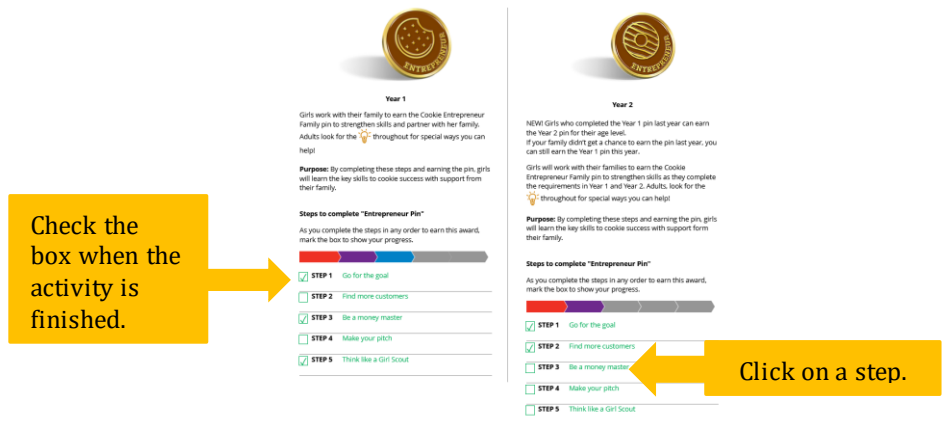 ENTREPRENEUR
Year 1
Girls work with their family to earn the Cookie Entrepreneur
Family pin to strengthen skills and partner with her family.
Adults look for the throughout for special ways you can
help!
Purpose: By completing these steps and earning the pin, girls
will learn the key skills to cookie success with support from
their family.
Steps to complete "Entrepreneur Pin"
As you complete the steps in any order to earn this award,
mark the box to show your progress.
STEP 1 Go for the goal
STEP 2 Find more customers
STEP 3 Be a money master
STEP 4 Make your pitch
STEP 5 Think like a Girl Scout
Check the
box when the
activity is
finished.
ENTREPRENEUR
Year 2
NEW! Girls who completed the Year 1 pin last year can earn
the Year 2 pin for their age level.
If your family didn't get a chance to earn the pin last year, you
can still earn the Year 1 pin this year.
Girls will work with their families to earn the Cookie
Entrepreneur Family pin to strengthen skills as they complete
the requirements in Year 1 and Year 2. Adults, look for the
throughout for special ways you can help!
Purpose: By completing these steps and earning the pin, girls
will learn the key skills to cookie success with support form
their family.
Steps to complete "Entrepreneur Pin"
As you complete the steps in any order to earn this award,
mark the box to show your progress.
STEP 1 Go for the goal
STEP 2 Find more customers
STEP 3 Be a money master
STEP 4 Make your pitch
STEP 5 Think like a Girl Scout
Click on a step.